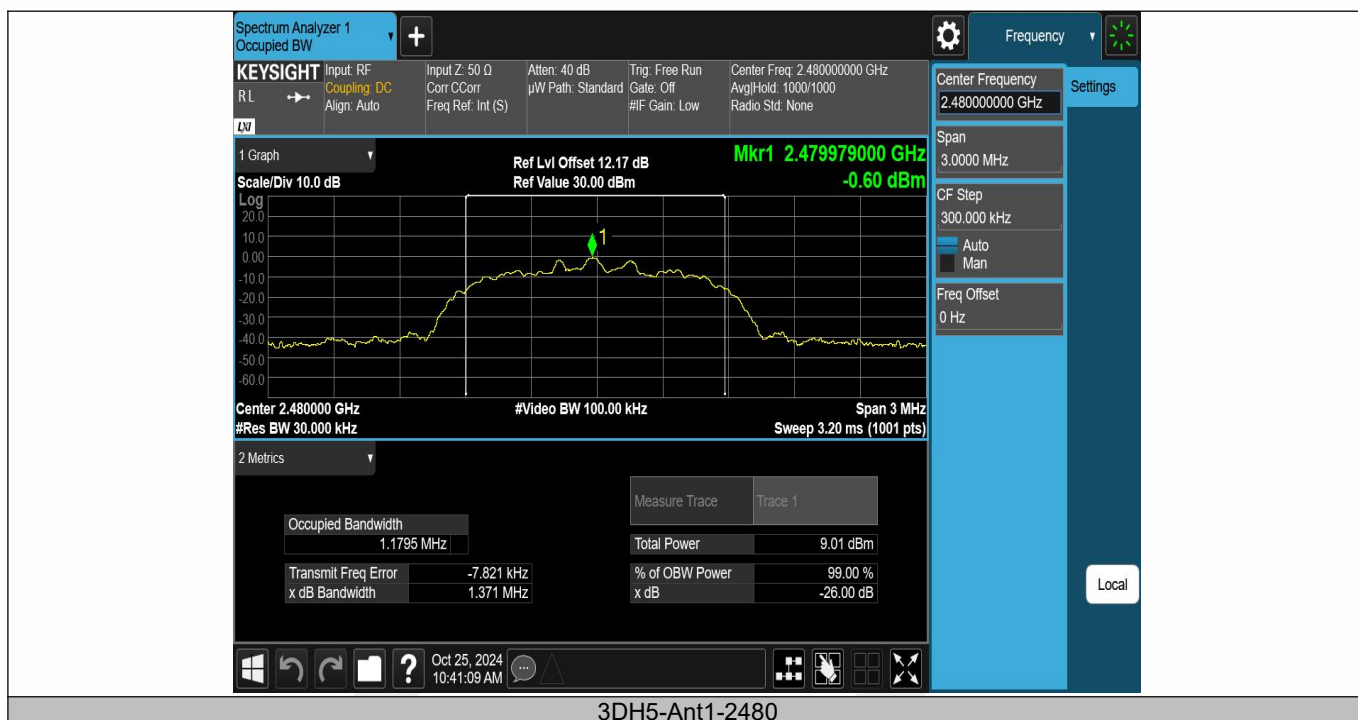 Spectrum Analyzer 1
Occupied BW
+
Frequency
KEYSIGHT
RL
LXI
Input: RF
Coupling: DC
Align: Auto
Input Z: 50 Ω
Corr CCorr
Freq Ref: Int (S)
Atten: 40 dB
µW Path: Standard
Trig: Free Run
Gate: Off
#IF Gain: Low
Center Freq: 2.480000000 GHz
Avg|Hold: 1000/1000
Radio Std: None
Center Frequency
2.480000000 GHz
Settings
Span
3.0000 MHz
CF Step
300.000 kHz
Auto
Man
Freq Offset
0 Hz
Local
1 Graph
Scale/Div 10.0 dB
Ref Lvl Offset 12.17 dB
Ref Value 30.00 dBm
Mkr1 2.479979000 GHz
-0.60 dBm
Log
20.0
10.0
0.00
-10.0
-20.0
-30.0
-40.0
-50.0
-60.0
1
Center 2.480000 GHz
#Res BW 30.000 kHz
#Video BW 100.00 kHz
Span 3 MHz
Sweep 3.20 ms (1001 pts)
2 Metrics
Measure Trace Trace 1
Occupied Bandwidth
1.1795 MHz
Total Power 9.01 dBm
Transmit Freq Error -7.821 kHz
% of OBW Power 99.00 %
x dB Bandwidth 1.371 MHz
x dB -26.00 dB
?
Oct 25, 2024
10:41:09 AM
3DH5-Ant1-2480